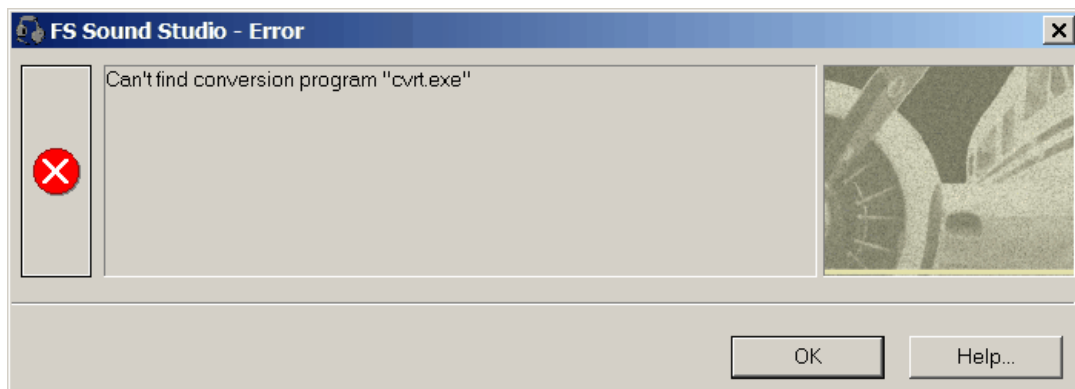 FS Sound Studio - Error
Can't find conversion program "cvrt.exe"
OK
Help...